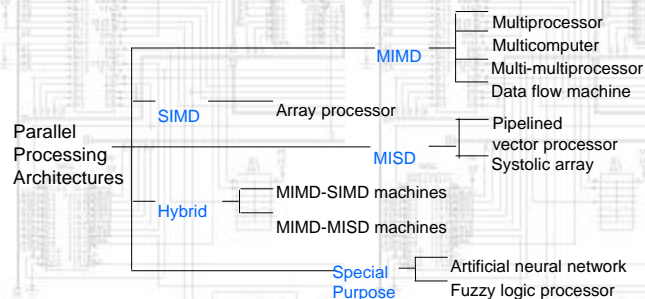 Multiprocessor
MIMD
Multicomputer
Multi-multiprocessor
Data flow machine
SIMD
Array processor
Parallel
Processing
Architectures
Pipelined
vector processor
MISD
Systolic array
Hybrid
MIMD-SIMD machines
MIMD-MISD machines
Special
Purpose
Artificial neural network
Fuzzy logic processor